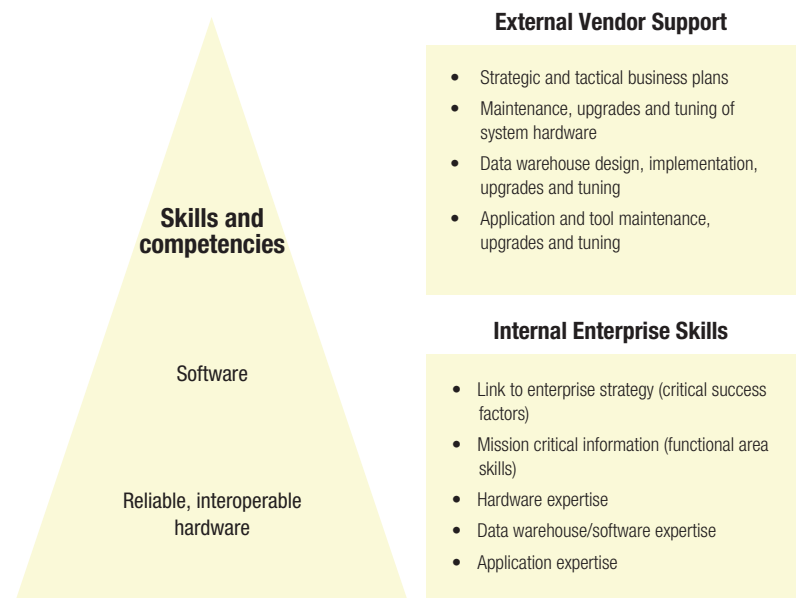 Skills and
competencies
Software
Reliable, interoperable
hardware
External Vendor Support
• Strategic and tactical business plans
• Maintenance, upgrades and tuning of
system hardware
• Data warehouse design, implementation,
upgrades and tuning
• Application and tool maintenance,
upgrades and tuning
Internal Enterprise Skills
• Link to enterprise strategy (critical success
factors)
• Mission critical information (functional area
skills)
• Hardware expertise
• Data warehouse/software expertise
• Application expertise